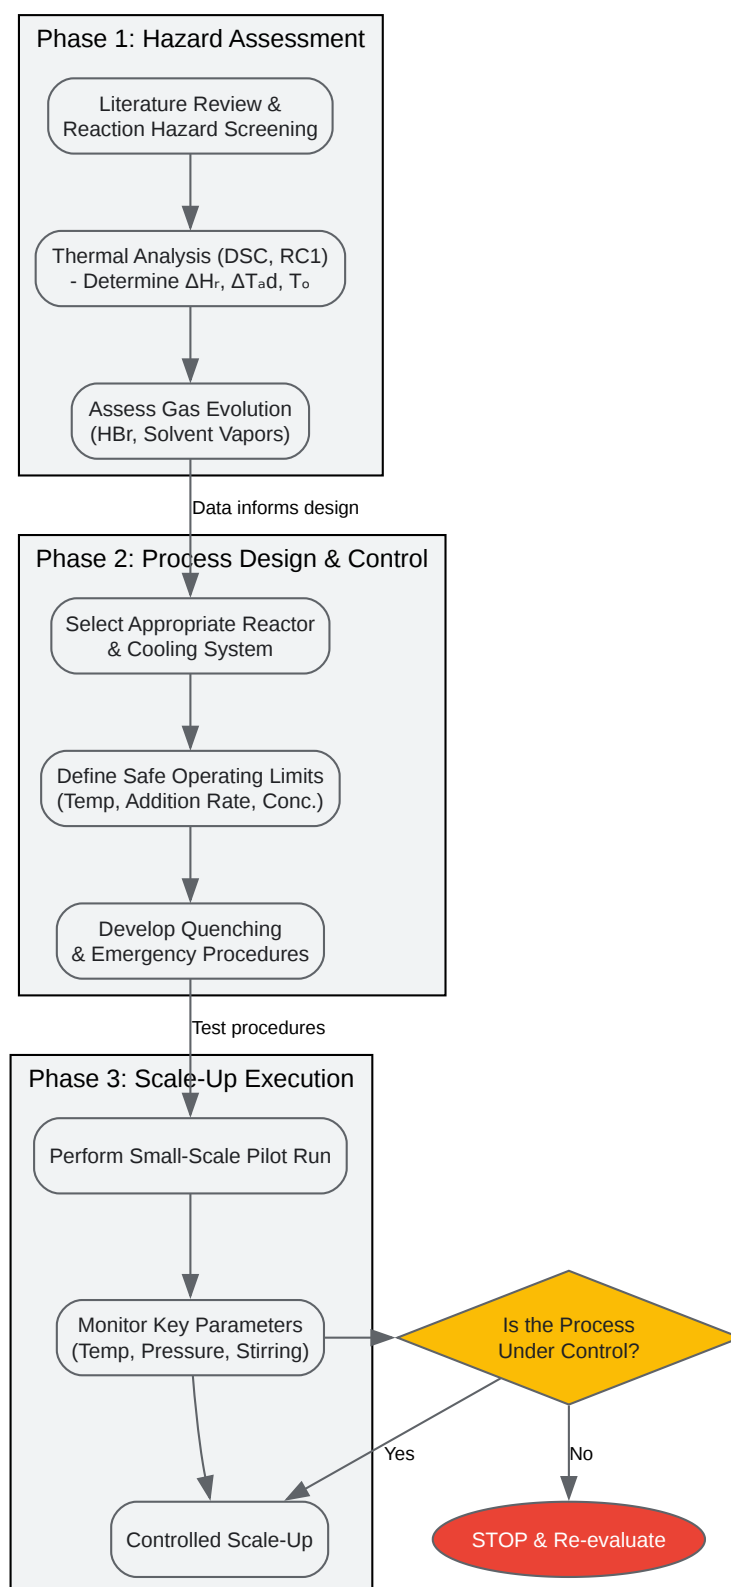 Phase 1: Hazard Assessment
Literature Review &
Reaction Hazard Screening
Thermal Analysis (DSC, RC1)
- Determine ΔHᵣ, ΔTₐd, Tₒ
Assess Gas Evolution
(HBr, Solvent Vapors)
Data informs design
Phase 2: Process Design & Control
Select Appropriate Reactor
& Cooling System
Define Safe Operating Limits
(Temp, Addition Rate, Conc.)
Develop Quenching
& Emergency Procedures
Test procedures
Phase 3: Scale-Up Execution
Perform Small-Scale Pilot Run
Monitor Key Parameters
(Temp, Pressure, Stirring)
Is the Process
Under Control?
Yes
No
Controlled Scale-Up
STOP & Re-evaluate